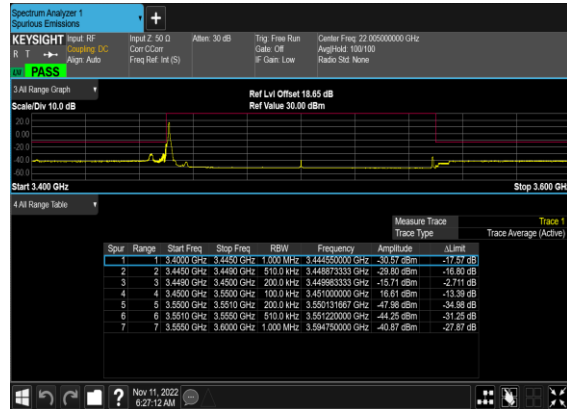 Spectrum Analyzer 1
Spurious Emissions
KEYSIGHT Input: RF Input Z: 50 Ω Atten: 30 dB Trig: Free Run Center Freq: 22.005000000 GHz
R T Coupling: DC Corr CCorr Gate: Off Avg|Hold: 100/100
Align: Auto Freq Ref: Int (S) IF Gain: Low Radio Std: None
PASS
3 All Range Graph
Ref Lvl Offset 18.65 dB
Scale/Div 10.0 dB Ref Value 30.00 dBm
20.0
0.00
-20.0
-40.0
-60.0
Start 3.400 GHz Stop 3.600 GH
4 All Range Table
Measure Trace Trace 1
Trace Type Trace Average (Active)
Spur Range Start Freq Stop Freq RBW Frequency Amplitude ΔLimit
1 1 3.4000 GHz 3.4450 GHz 1.000 MHz 3.444550000 GHz -30.57 dBm -17.57 dB
2 2 3.4450 GHz 3.4490 GHz 510.0 kHz 3.448873333 GHz -29.80 dBm -16.80 dB
3 3 3.4490 GHz 3.4500 GHz 200.0 kHz 3.449983333 GHz -15.71 dBm -2.711 dB
4 4 3.4500 GHz 3.5500 GHz 100.0 kHz 3.451000000 GHz 16.61 dBm -13.39 dB
5 5 3.5500 GHz 3.5510 GHz 200.0 kHz 3.550131667 GHz -47.98 dBm -34.98 dB
6 6 3.5510 GHz 3.5550 GHz 510.0 kHz 3.551220000 GHz -44.25 dBm -31.25 dB
7 7 3.5550 GHz 3.6000 GHz 1.000 MHz 3.594750000 GHz -40.87 dBm -27.87 dB
? Nov 11, 2022
6:27:12 AM